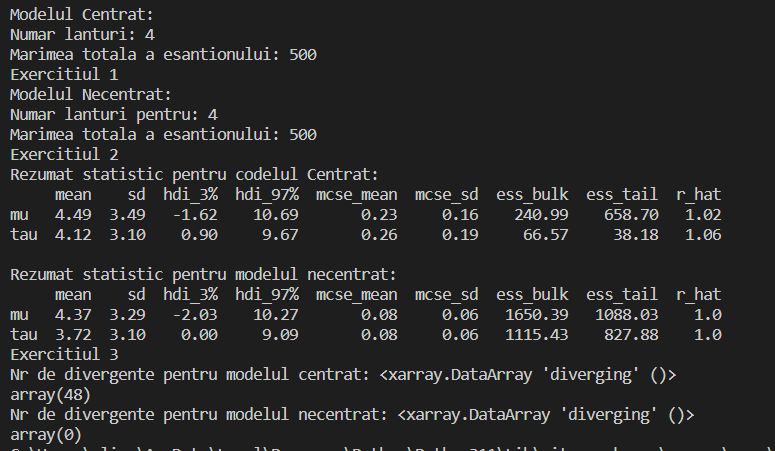 Modelul Centrat:
Numar lanturi: 4
Marimea totala a esantionului: 500
Exercitiul 1
Modelul Necentrat:
Numar lanturi pentru: 4
Marimea totala a esantionului: 500
Exercitiul 2
Rezumat statistic pentru codelul Centrat:
mean sd hdi_3% hdi_97% mcse_mean mcse_sd ess_bulk ess_tail r_hat
mu 4.49 3.49 -1.62 10.69 0.23 0.16 240.99 658.70 1.02
tau 4.12 3.10 0.90 9.67 0.26 0.19 66.57 38.18 1.06
Rezumat statistic pentru modelul necentrat:
mean sd hdi_3% hdi_97% mcse_mean mcse_sd ess_bulk ess_tail r_hat
mu 4.37 3.29 -2.03 10.27 0.08 0.06 1650.39 1088.03 1.0
tau 3.72 3.10 0.00 9.09 0.08 0.06 1115.43 827.88 1.0
Exercitiul 3
Nr de divergente pentru modelul centrat: <xarray.DataArray 'diverging' ()>
array(48)
Nr de divergente pentru modelul necentrat: <xarray.DataArray 'diverging' ()>
array(0)